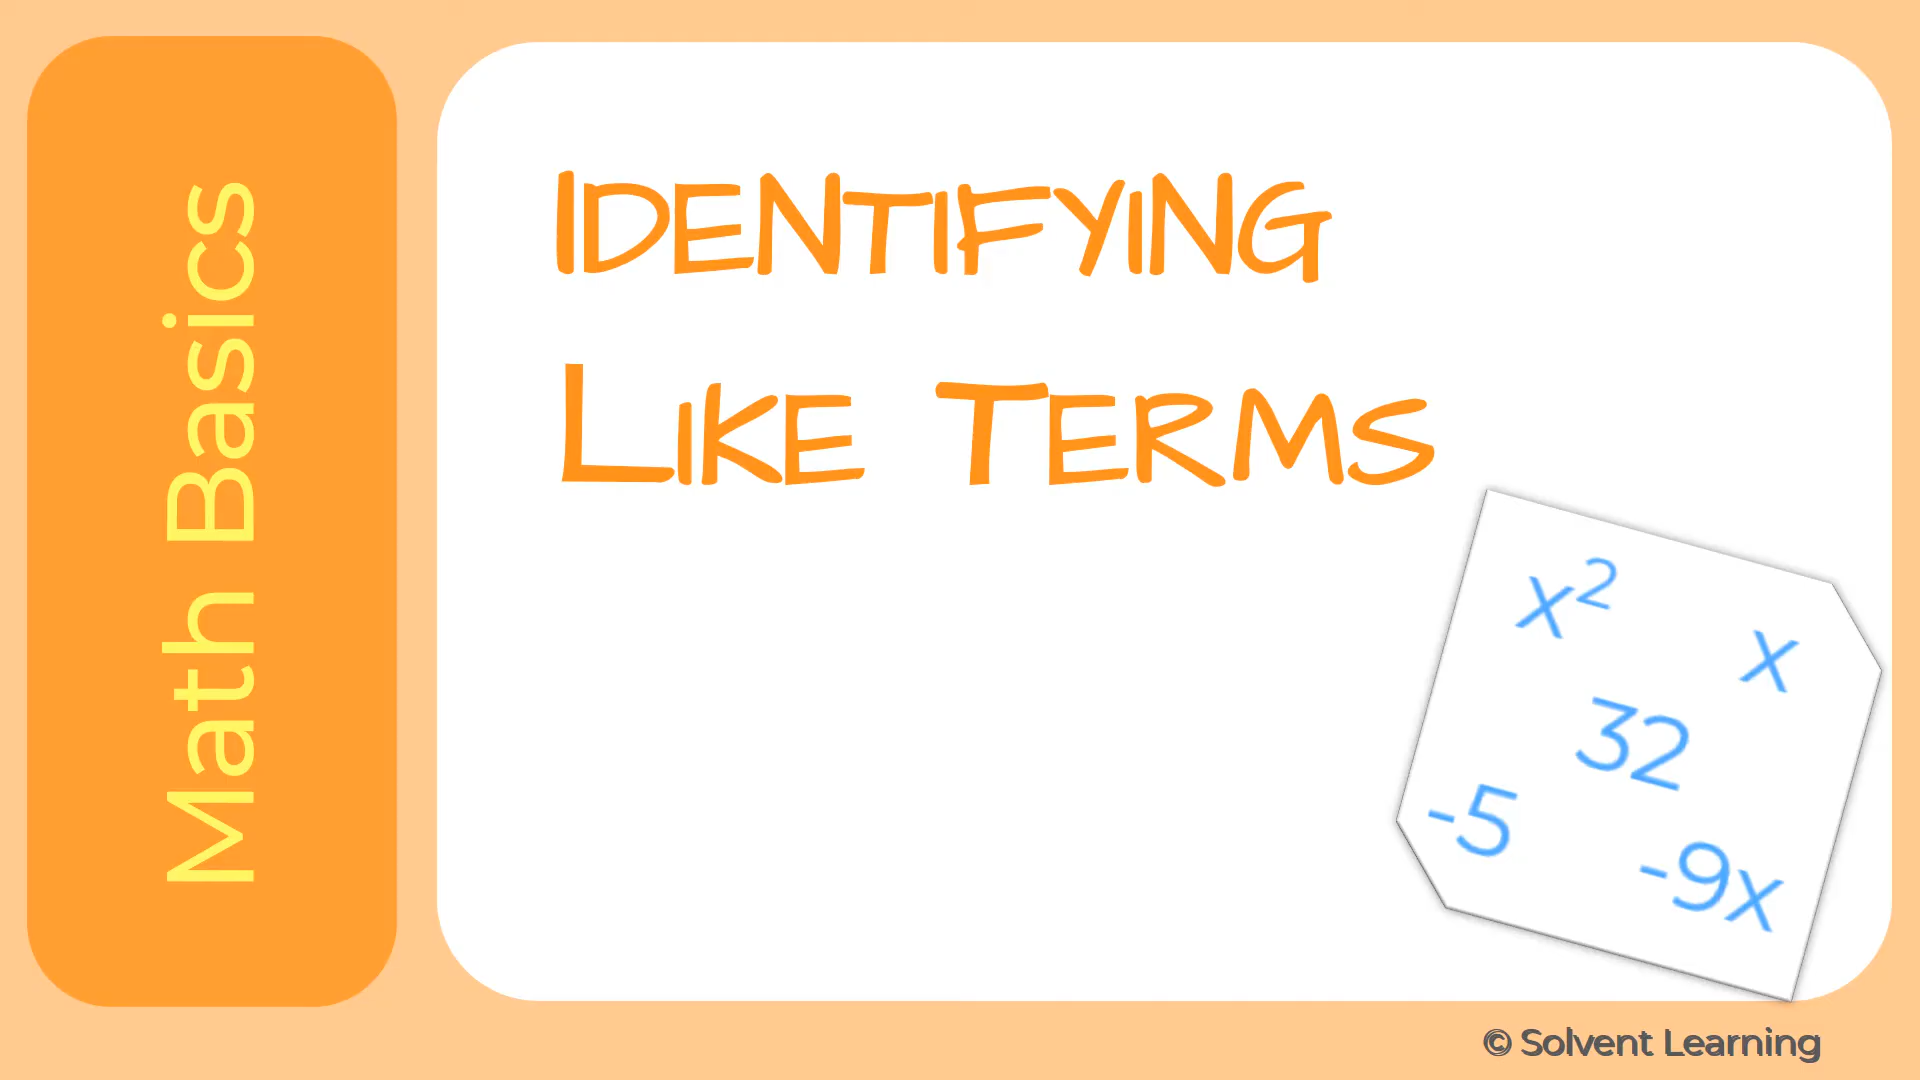 Math Basics
IDENTIFYING
LIKE TERMS
x²
x
32
-5
-9x
© Solvent Learning